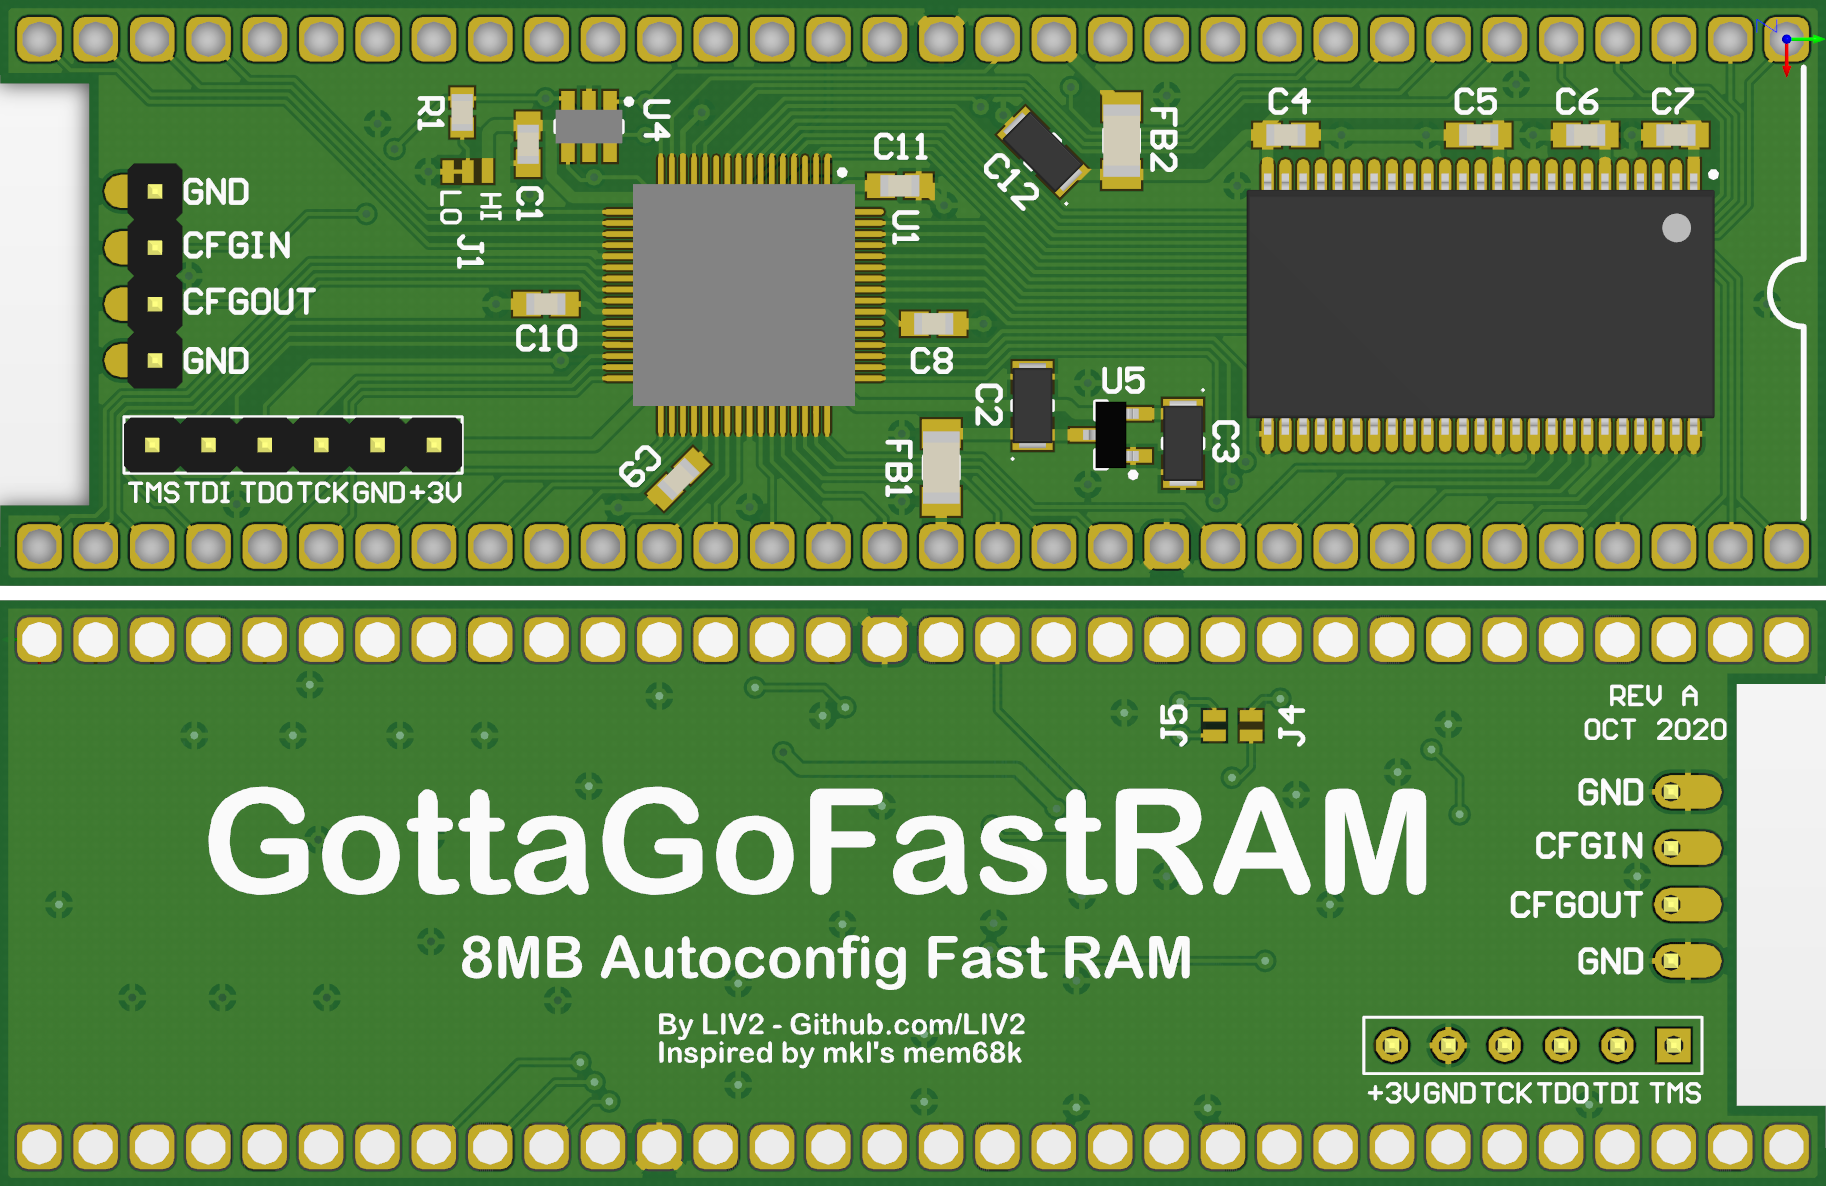 R1
U4
C11
C12
FB2
C4
C5
C6
C7
GND
CFGIN
CFGOUT
GND
LO
HI
C1
J1
U1
C10
C8
C2
U5
C3
FB1
C9
TMS TDI TDO TCK GND +3V
J5
J4
REV A
OCT 2020
GND
CFGIN
CFGOUT
GND
GottaGoFastRAM
8MB Autoconfig Fast RAM
By LIV2 - Github.com/LIV2
Inspired by mkl's mem68k
+3V GND TCK TDO TDI TMS